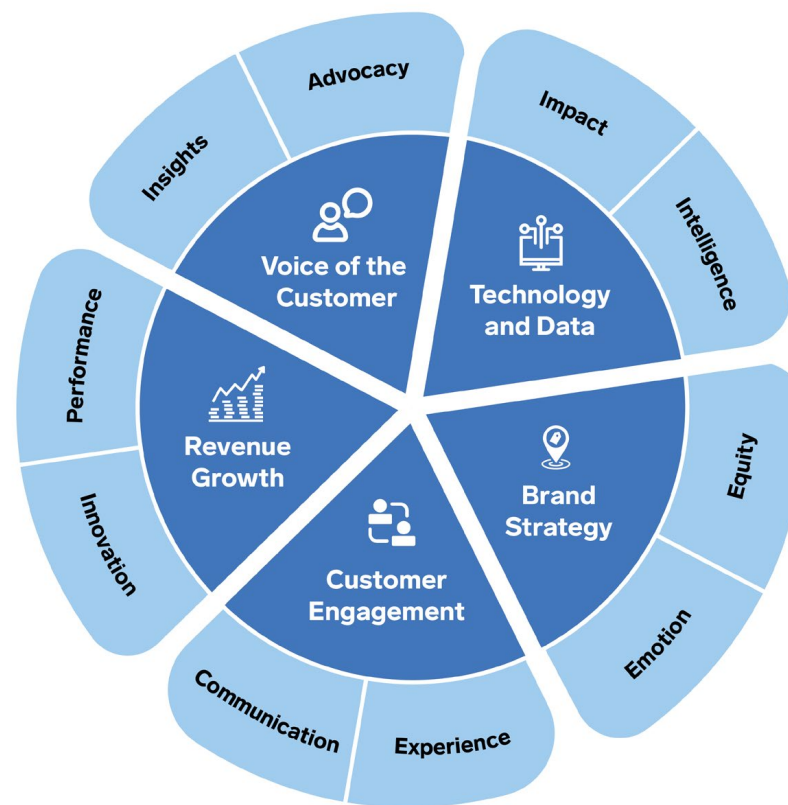 Advocacy
Insights
Voice of the
Customer
Impact
Intelligence
Technology
and Data
Equity
Emotion
Brand
Strategy
Experience
Communication
Customer
Engagement
Innovation
Performance
Revenue
Growth